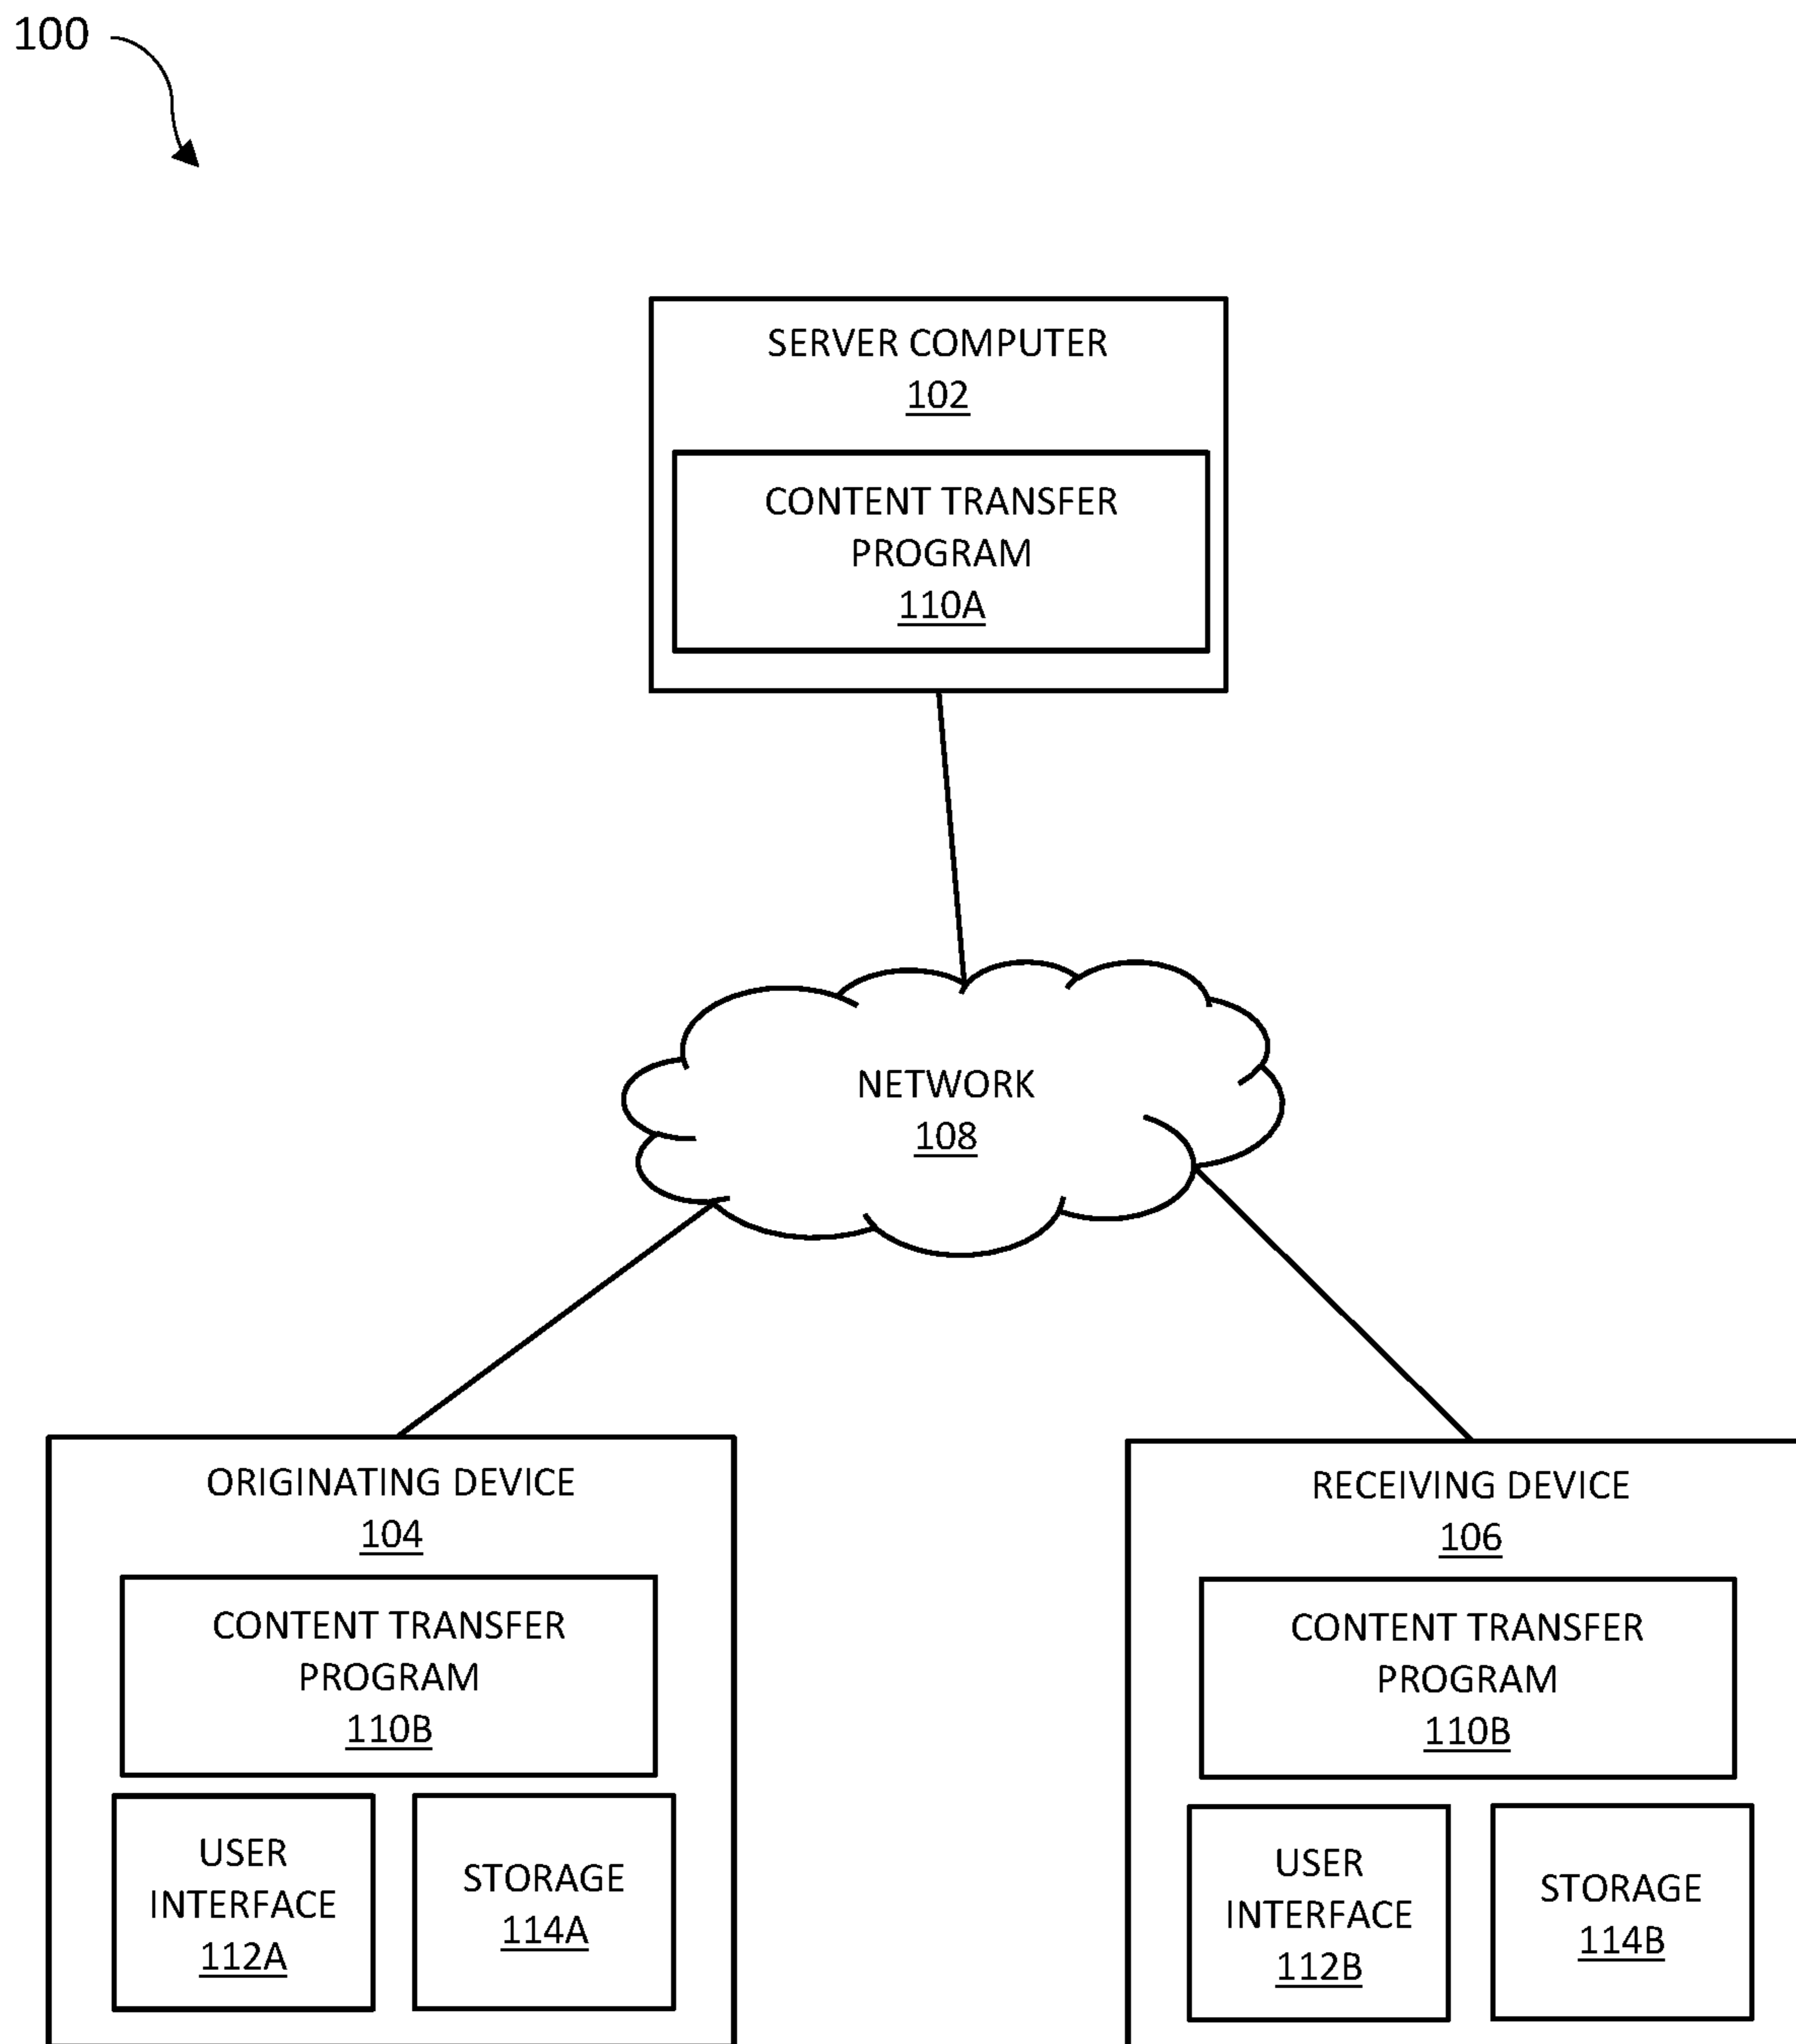 100
SERVER COMPUTER
102
CONTENT TRANSFER
PROGRAM
110A
NETWORK
108
ORIGINATING DEVICE
104
CONTENT TRANSFER
PROGRAM
110B
USER
INTERFACE
112A
STORAGE
114A
RECEIVING DEVICE
106
CONTENT TRANSFER
PROGRAM
110B
USER
INTERFACE
112B
STORAGE
114B